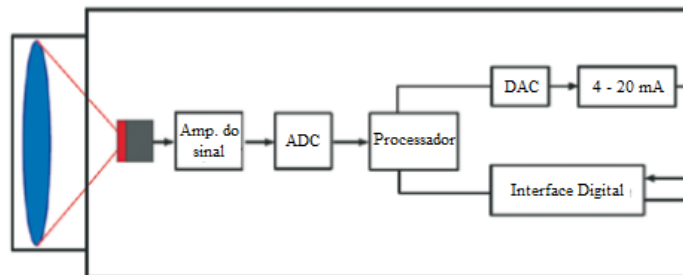 DAC
4 - 20 mA
Amp. do
sinal
ADC
Processador
Interface Digital